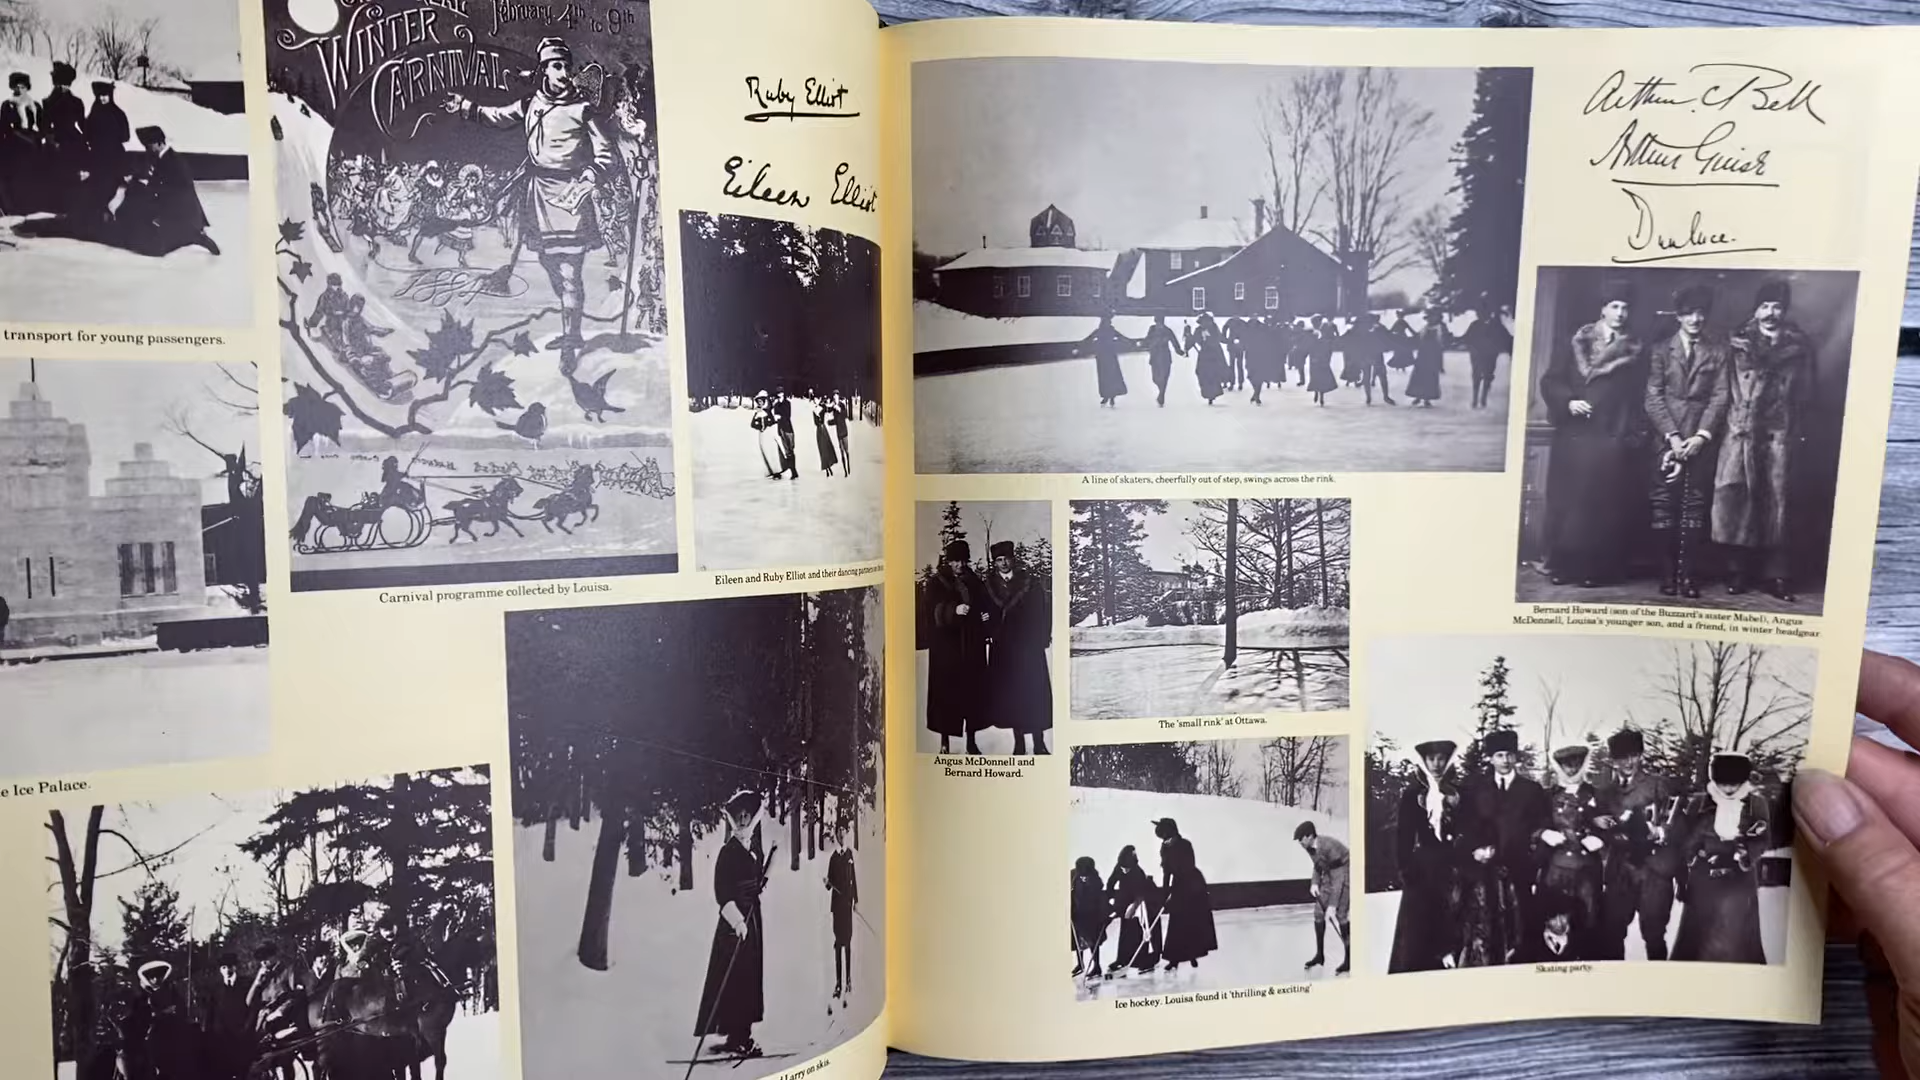 WINTER
CARNIVAL
February 4th to 9th
Ruby Elliot
Eileen Elliot
transport for young passengers.
Carnival programme collected by Louisa.
Eileen and Ruby Elliot and their dancing partners
Ice Palace.
Larry on skis.
Arthur C Bell
Arthur
Dunluce.
A line of skaters, cheerfully out of step, swings across the rink.
Bernard Howard (son of the Buzzard's sister Mabel), Angus
McDonnell, Louisa's younger son, and a friend, in winter headgear
Angus McDonnell and
Bernard Howard.
The 'small rink' at Ottawa.
Ice hockey. Louisa found it 'thrilling & exciting'
Skating party.